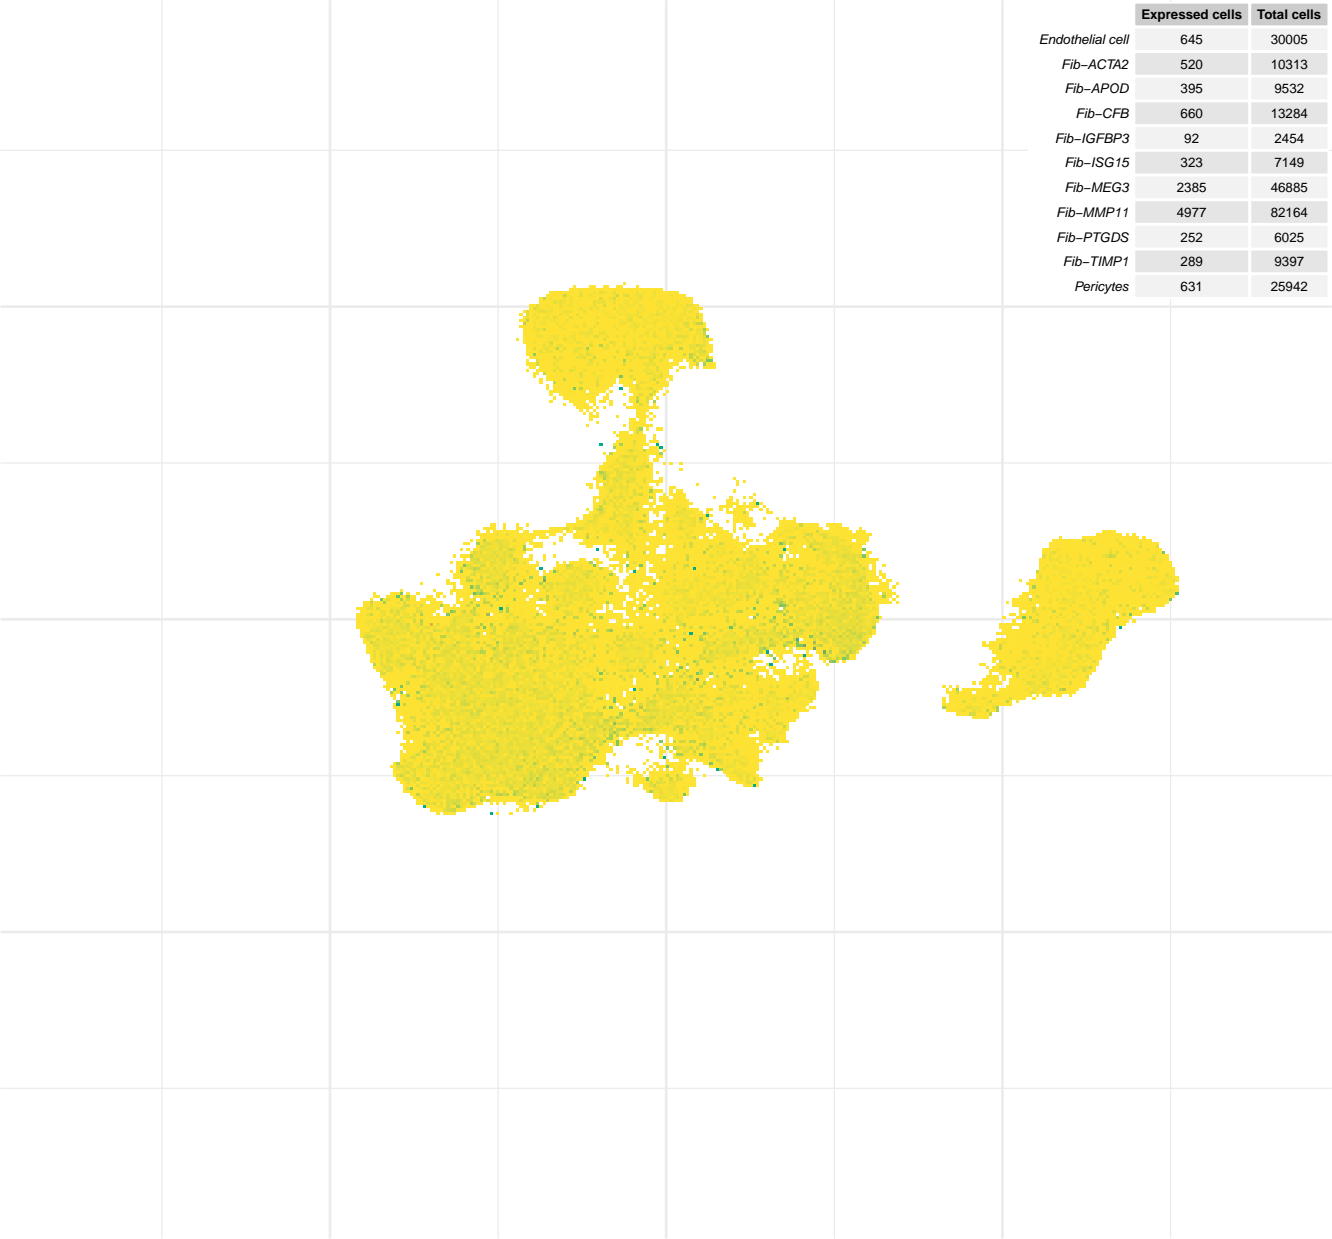 Expressed cells Total cells
Endothelial cell 645 30005
Fib−ACTA2 520 10313
Fib−APOD 395 9532
Fib−CFB 660 13284
Fib−IGFBP3 92 2454
Fib−ISG15 323 7149
Fib−MEG3 2385 46885
Fib−MMP11 4977 82164
Fib−PTGDS 252 6025
Fib−TIMP1 289 9397
Pericytes 631 25942